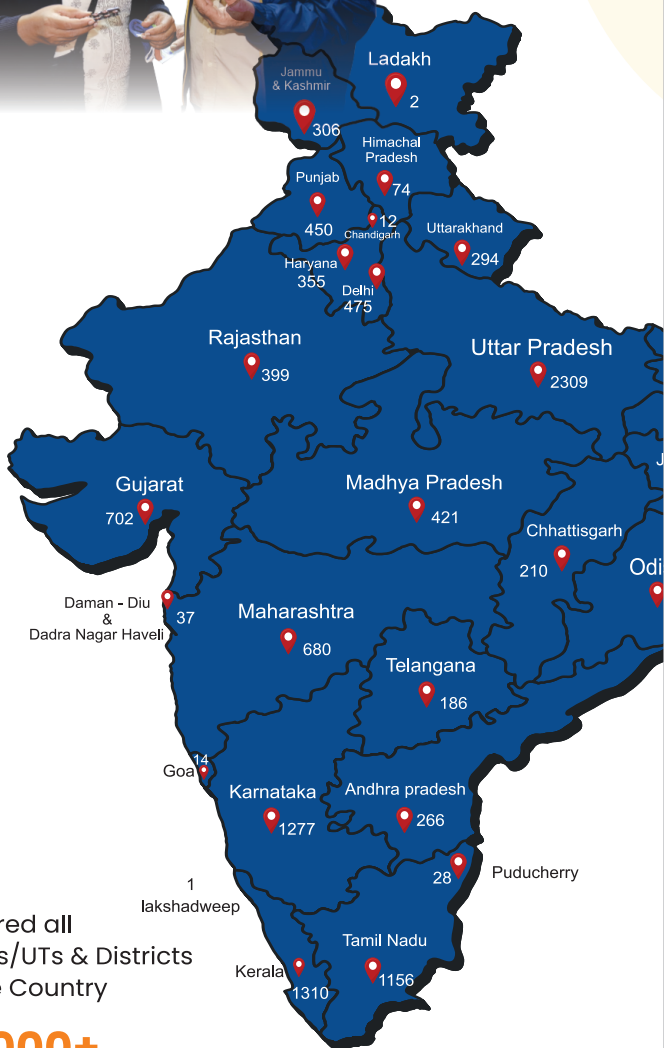 Ladakh
2
Jammu
& Kashmir
306
Himachal
Pradesh
74
Punjab
450
12
Chandigarh
Uttarakhand
294
Haryana
355
Delhi
475
Rajasthan
399
Uttar Pradesh
2309
J
Gujarat
702
Madhya Pradesh
421
Chhattisgarh
210
Odi
Daman - Diu
&
Dadra Nagar Haveli
37
Maharashtra
680
Telangana
186
14
Goa
Karnataka
1277
Andhra pradesh
266
28
Puducherry
1
lakshadweep
red all
s/UTs & Districts
e Country
Tamil Nadu
1156
Kerala
1310
000+